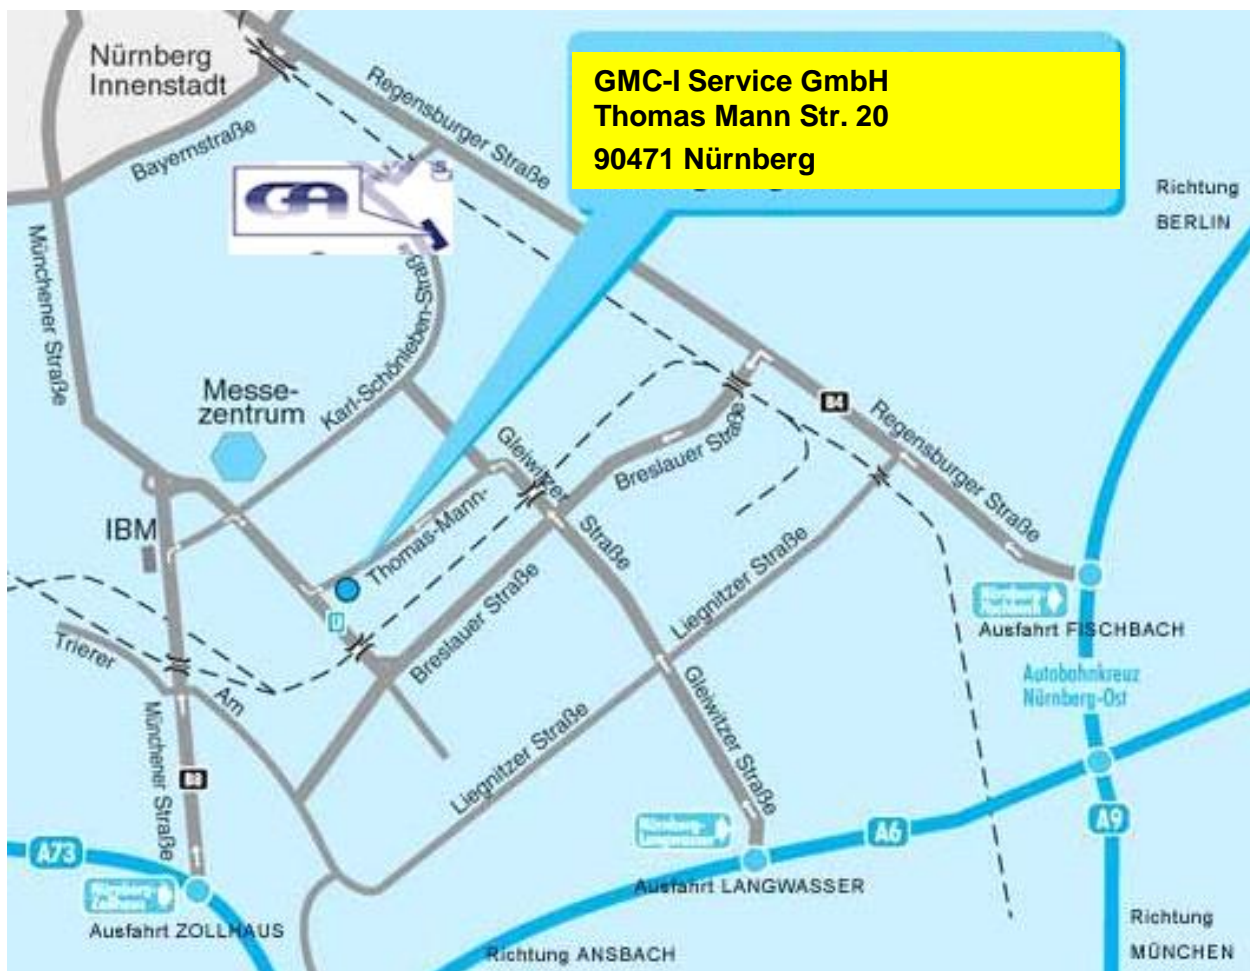 Nürnberg
Innenstadt
Regensburger Straße
GMC-I Service GmbH
Thomas Mann Str. 20
90471 Nürnberg
Bayernstraße
GA
Richtung
BERLIN
Münchener Straße
Karl-Schönleben-Straß
Messe-
zentrum
B4
Regensburger Straße
Gleiwitzer
Straße
Breslauer Straße
IBM
Thomas-Mann-
U
Breslauer Straße
Liegnitzer Straße
Ausfahrt FISCHBACH
Trierer
Am
Autobahnkreuz
Nürnberg-Ost
Gleiwitzer Straße
Münchener Straße
Liegnitzer Straße
A73
A6
A9
Ausfahrt LANGWASSER
Ausfahrt ZOLLHAUS
Richtung ANSBACH
Richtung
MÜNCHEN